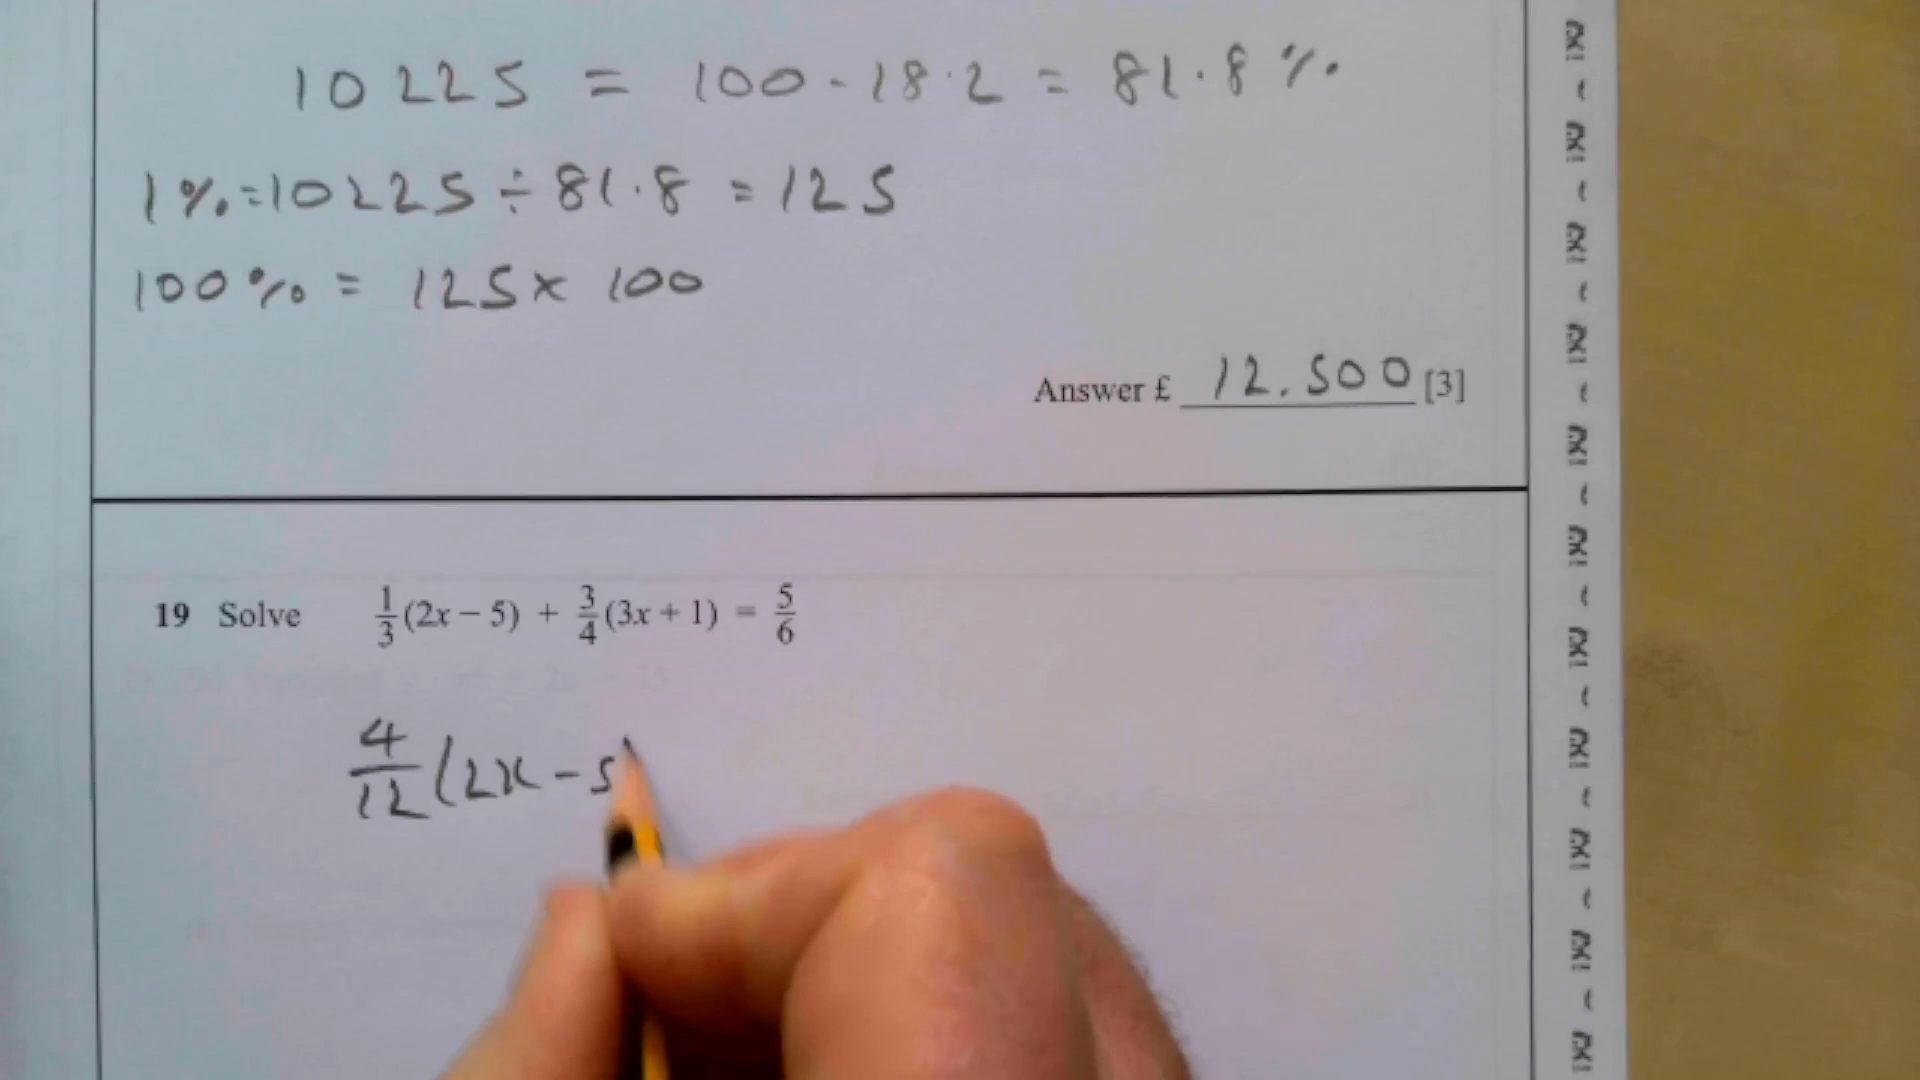 10225 = 100 - 18.2 = 81.8%
1% = 10225 ÷ 81.8 = 125
100% = 125 x 100
Answer £ 12.500 [3]
19 Solve 1/3(2x – 5) + 3/4(3x + 1) = 5/6
4/12(2x - 5